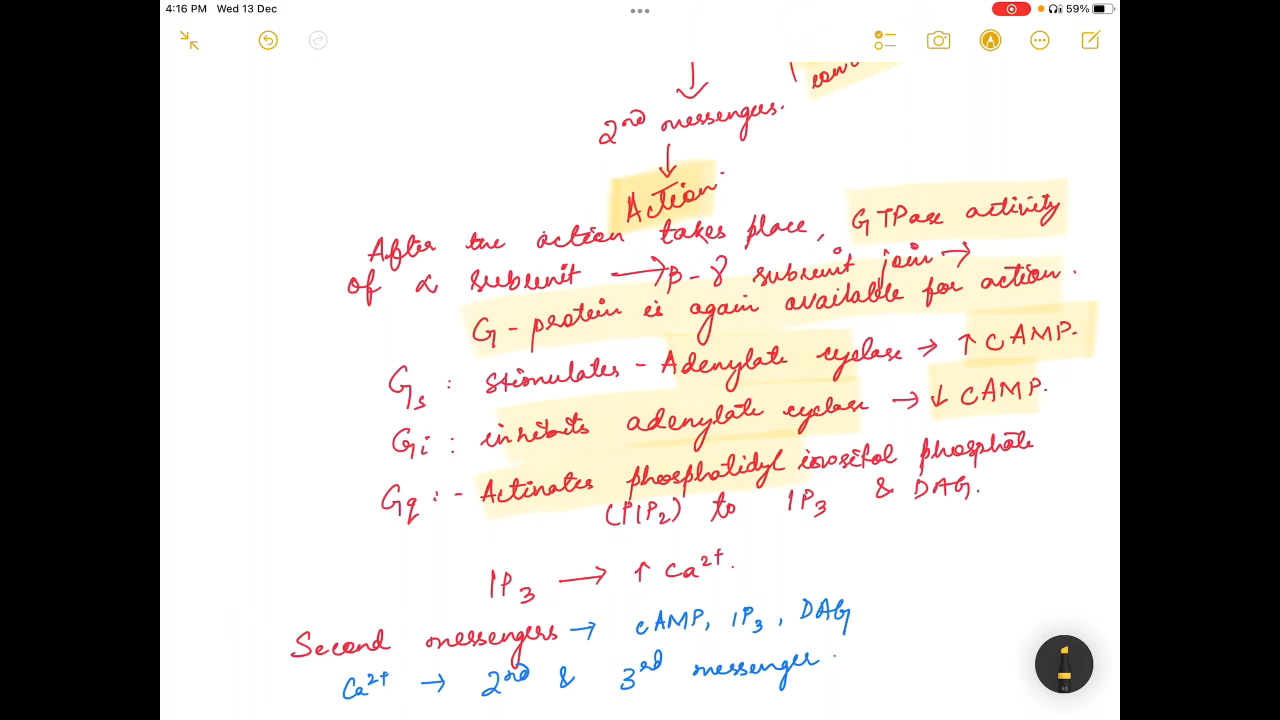 4:16 PM Wed 13 Dec
59%
2nd messengers.
Action.
After the action takes place, GTPase activity
of α subunit → β-γ subunit join →
G-protein is again available for action.
Gs : stimulates - Adenylate cyclase → ↑ cAMP.
Gi : inhibits adenylate cyclase → ↓ cAMP.
Gq : - Activates phosphatidyl inositol phosphate
(PIP2) to IP3 & DAG.
IP3 → ↑ Ca2+.
Second messengers → cAMP, IP3, DAG
Ca2+ → 2nd & 3rd messenger.